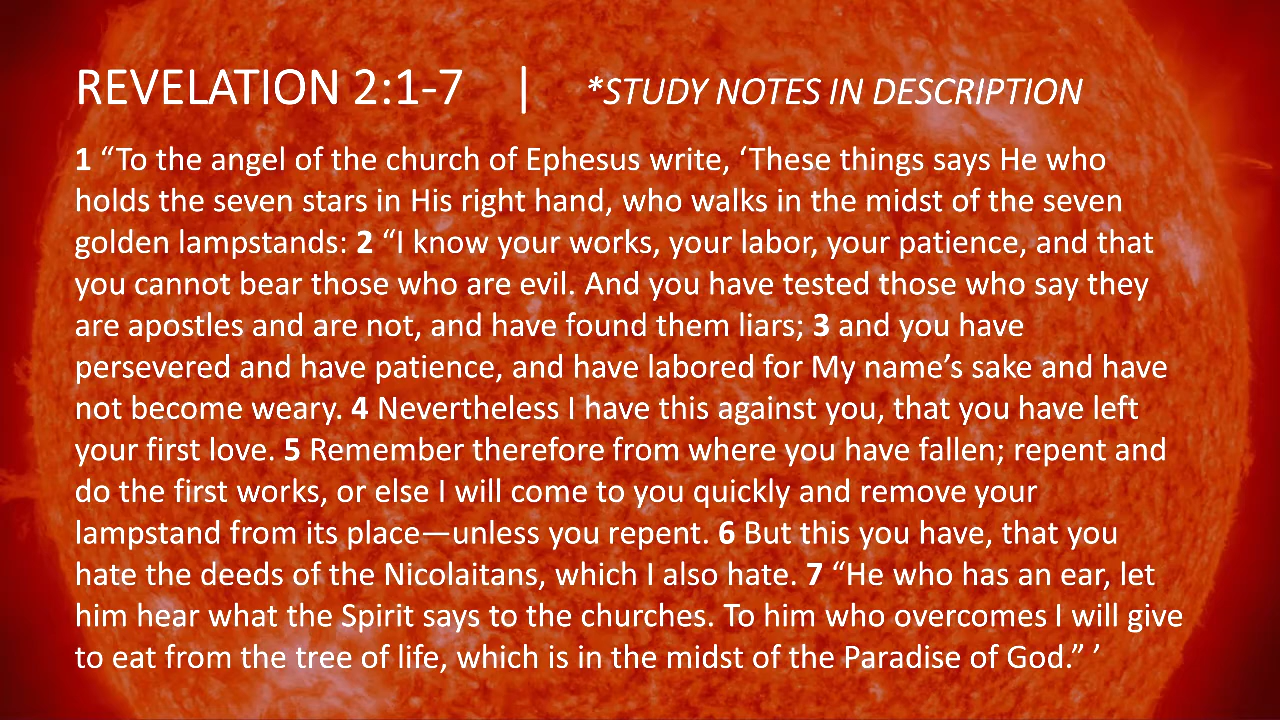 REVELATION 2:1-7 | *STUDY NOTES IN DESCRIPTION
1 “To the angel of the church of Ephesus write, ‘These things says He who
holds the seven stars in His right hand, who walks in the midst of the seven
golden lampstands: 2 “I know your works, your labor, your patience, and that
you cannot bear those who are evil. And you have tested those who say they
are apostles and are not, and have found them liars; 3 and you have
persevered and have patience, and have labored for My name’s sake and have
not become weary. 4 Nevertheless I have this against you, that you have left
your first love. 5 Remember therefore from where you have fallen; repent and
do the first works, or else I will come to you quickly and remove your
lampstand from its place—unless you repent. 6 But this you have, that you
hate the deeds of the Nicolaitans, which I also hate. 7 “He who has an ear, let
him hear what the Spirit says to the churches. To him who overcomes I will give
to eat from the tree of life, which is in the midst of the Paradise of God.” ’